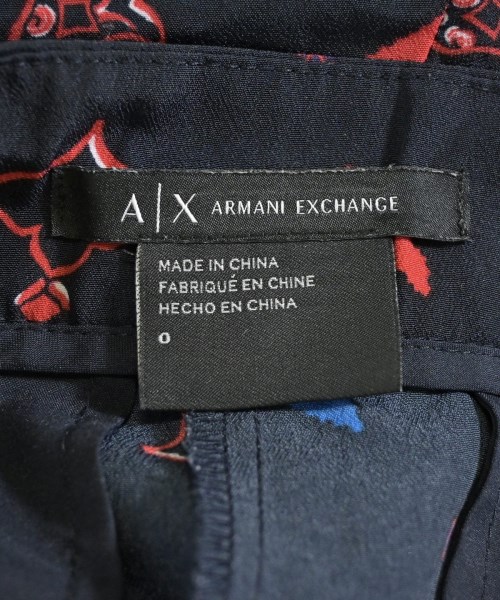 A|X ARMANI EXCHANGE
MADE IN CHINA
FABRIQUÉ EN CHINE
HECHO EN CHINA
0